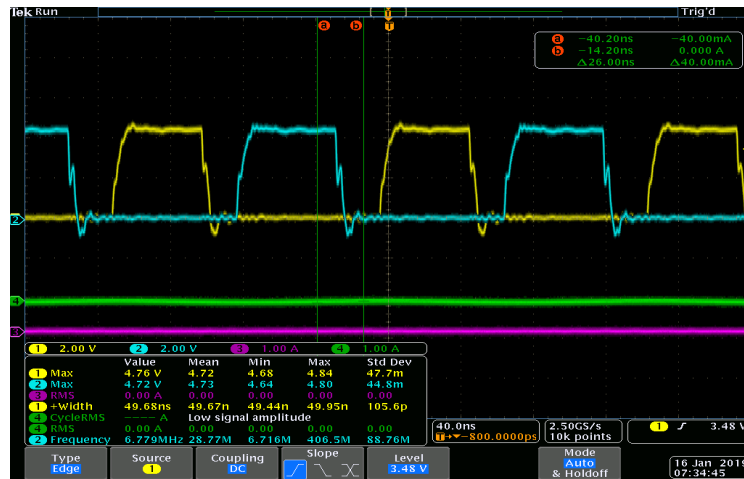 Tek Run Trig'd
a b
T
a −40.20ns −40.00mA
b −14.20ns 0.000 A
Δ26.00ns Δ40.00mA
2
4
3
1 2.00 V 2 2.00 V 3 1.00 A 4 1.00 A
Value Mean Min Max Std Dev
1 Max 4.76 V 4.72 4.68 4.84 47.7m
2 Max 4.72 V 4.73 4.64 4.80 44.8m
3 RMS 0.00 A 0.00 0.00 0.00 0.00
1 +Width 49.68ns 49.67n 49.44n 49.95n 105.6p
4 CycleRMS −.−−− A Low signal amplitude
4 RMS 0.00 A 0.00 0.00 0.00 0.00
2 Frequency 6.779MHz 28.77M 6.716M 406.5M 88.76M
40.0ns
T→▼−800.0000ps
2.50GS/s
10k points
1 3.48 V
Type
Edge
Source
1
Coupling
DC
Slope
Level
3.48 V
Mode
Auto
& Holdoff
16 Jan 2019
07:34:45